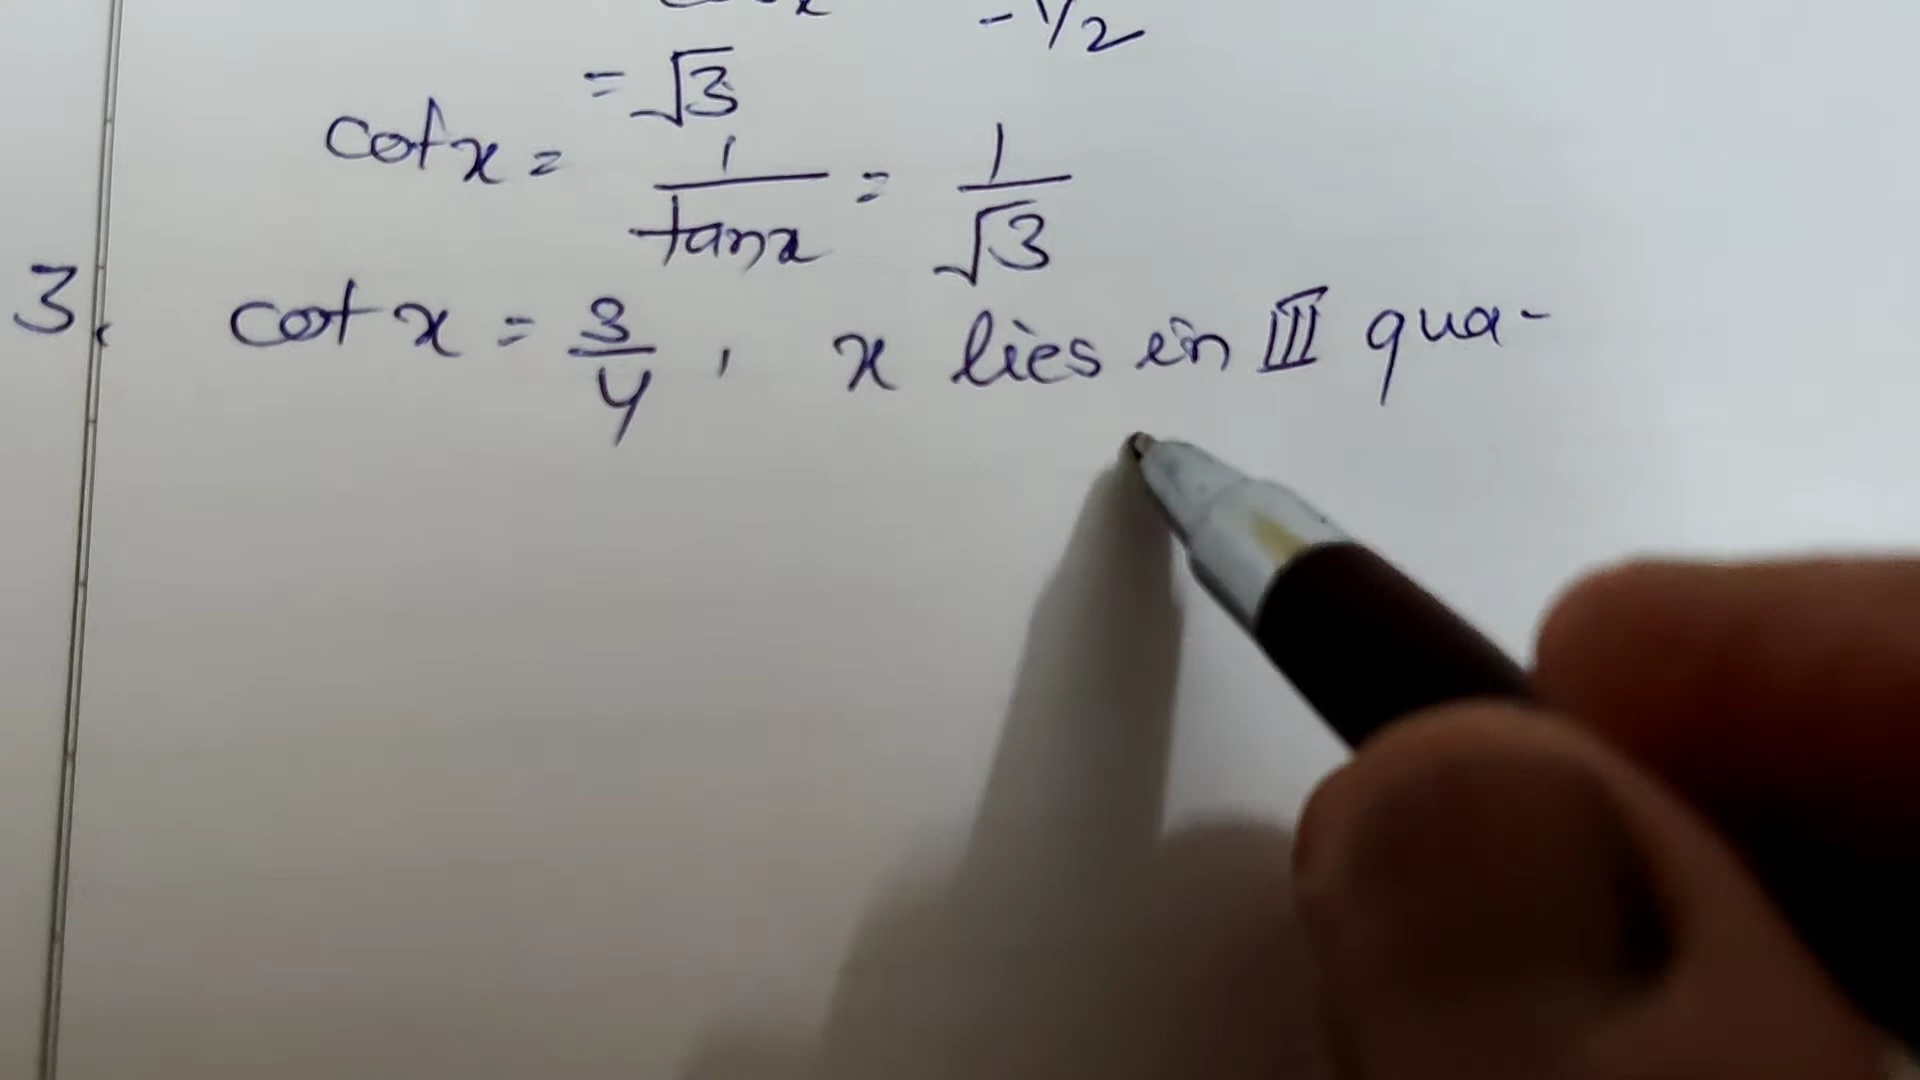 - 1/2
= √3
cot x = 1/tan x = 1/√3
3. cot x = 3/4 , x lies in III qua-